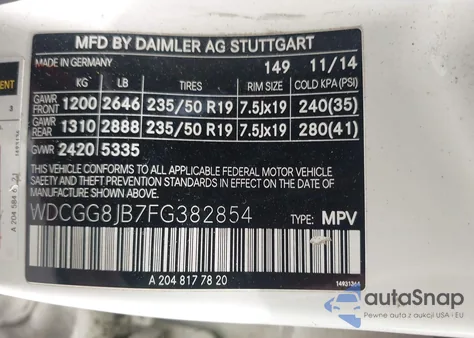 MFD BY DAIMLER AG STUTTGART
MADE IN GERMANY 149 11/14
KG LB TIRES RIM SIZE COLD KPA (PSI)
GAWR FRONT 1200 2646 235/50 R19 7.5Jx19 240(35)
GAWR REAR 1310 2888 235/50 R19 7.5Jx19 280(41)
GVWR 2420 5335
THIS VEHICLE CONFORMS TO ALL APPLICABLE FEDERAL MOTOR VEHICLE
SAFETY AND THEFT PREVENTION STANDARDS IN EFFECT ON THE DATE OF
MANUFACTURE SHOWN ABOVE.
WDCGG8JB7FG382854 TYPE: MPV
A 204 817 78 20
ENT
3
A 204 584
autoSnap
Pewne auta z aukcji USA - EU